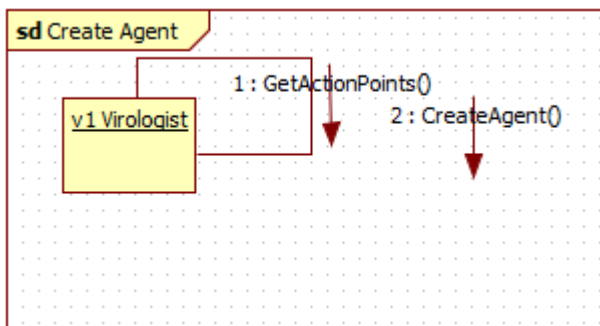 sd Create Agent
1 : GetActionPoints()
2 : CreateAgent()
v1 Virologist